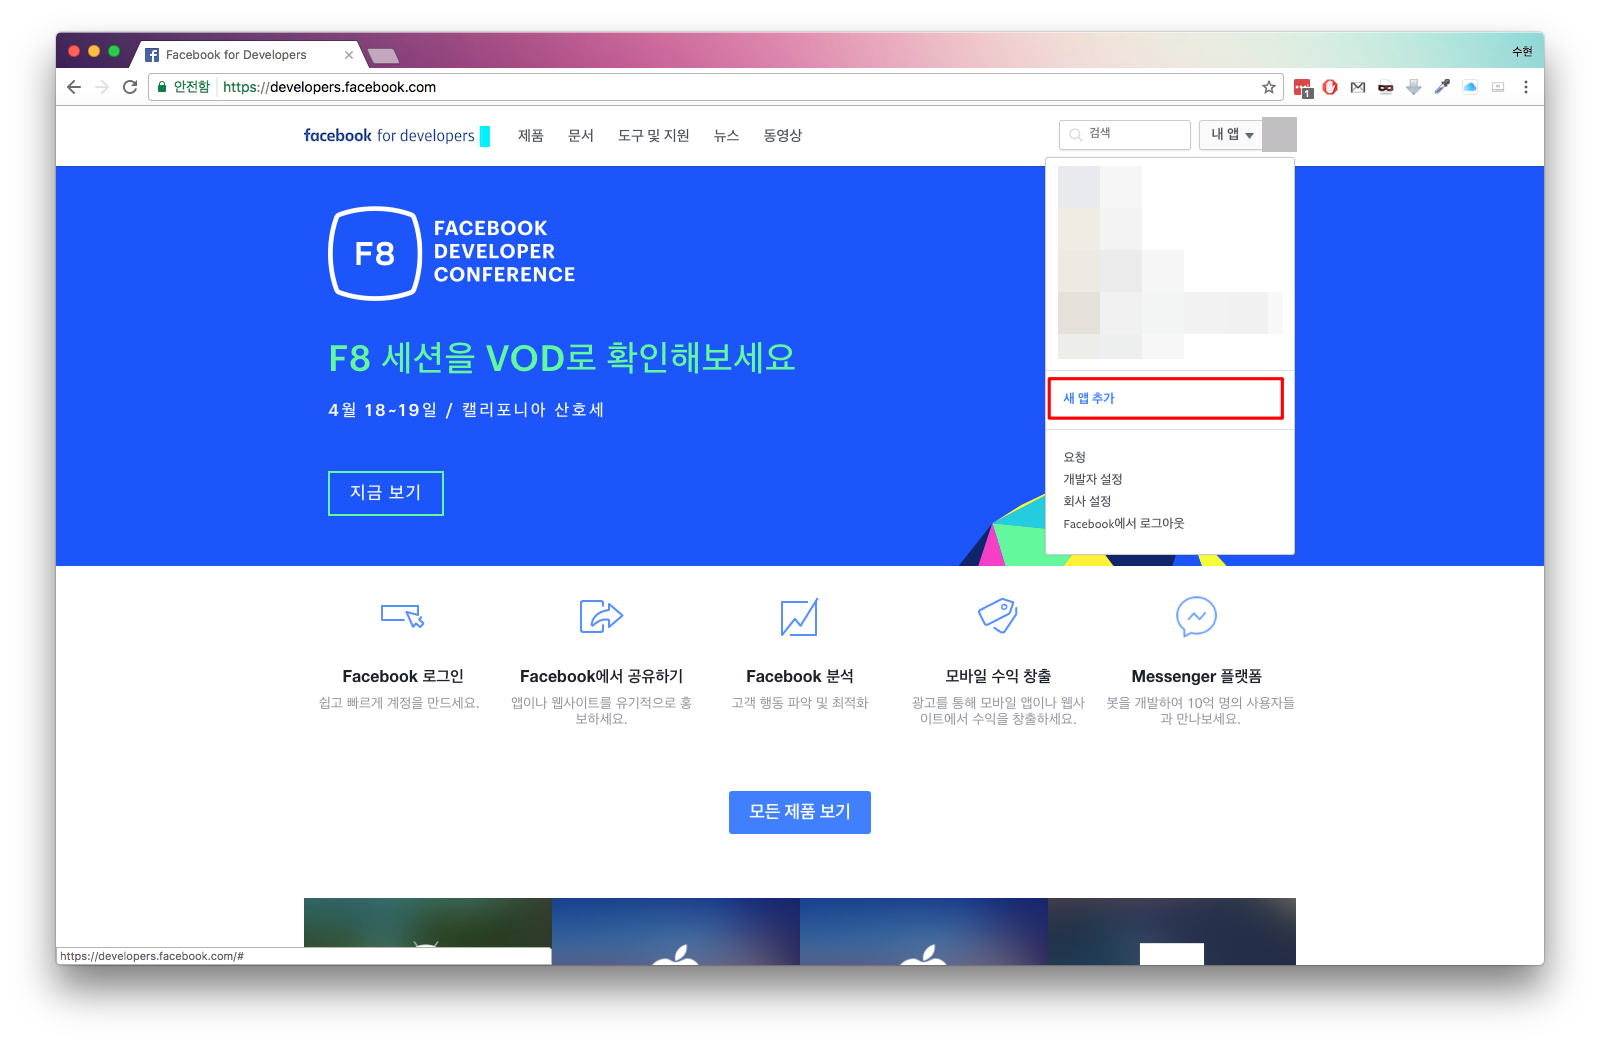 Facebook for Developers
수현
안전함 https://developers.facebook.com
1
facebook for developers 제품 문서 도구 및 지원 뉴스 동영상 검색 내 앱
F8
FACEBOOK
DEVELOPER
CONFERENCE
F8 세션을 VOD로 확인해보세요
4월 18~19일 / 캘리포니아 산호세
지금 보기
새 앱 추가
요청
개발자 설정
회사 설정
Facebook에서 로그아웃
Facebook 로그인
쉽고 빠르게 계정을 만드세요.
Facebook에서 공유하기
앱이나 웹사이트를 유기적으로 홍
보하세요.
Facebook 분석
고객 행동 파악 및 최적화
모바일 수익 창출
광고를 통해 모바일 앱이나 웹사
이트에서 수익을 창출하세요.
Messenger 플랫폼
봇을 개발하여 10억 명의 사용자들
과 만나보세요.
모든 제품 보기
https://developers.facebook.com/#